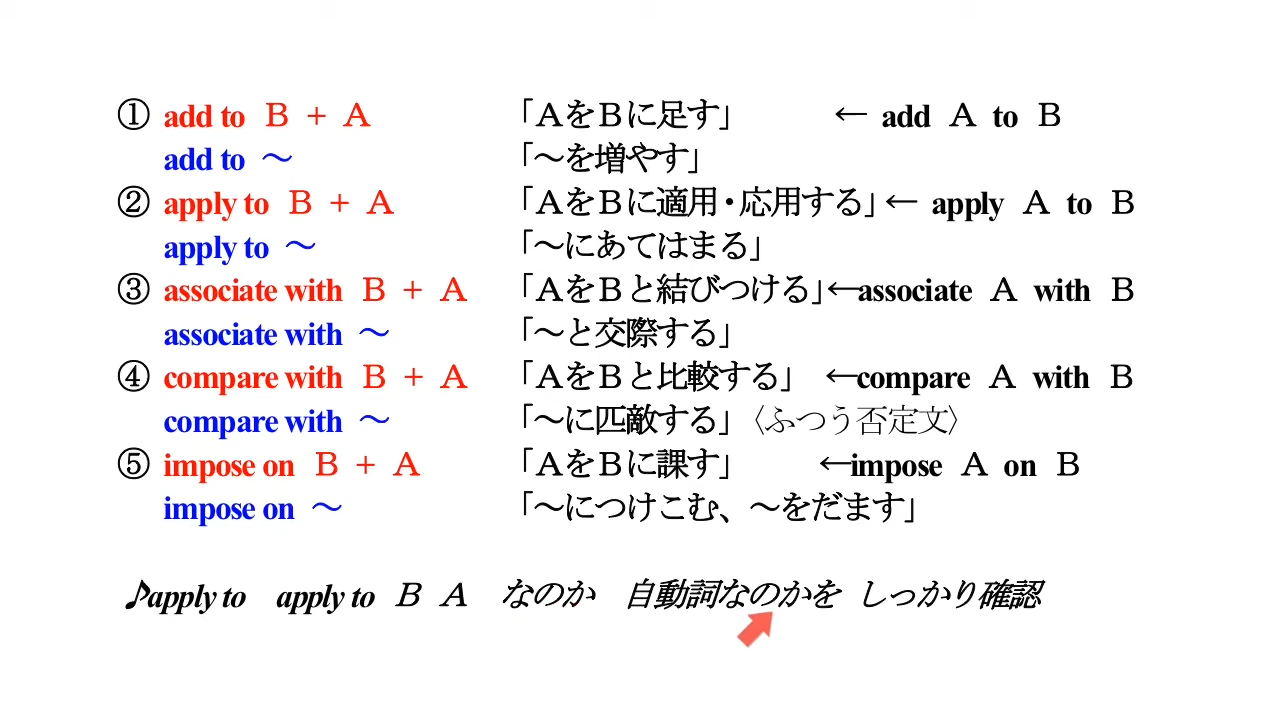 ① add to Ｂ + Ａ 「ＡをＢに足す」 ← add Ａ to Ｂ
add to ～ 「～を増やす」
② apply to Ｂ + Ａ 「ＡをＢに適用・応用する」 ← apply Ａ to Ｂ
apply to ～ 「～にあてはまる」
③ associate with Ｂ + Ａ 「ＡをＢと結びつける」 ←associate Ａ with Ｂ
associate with ～ 「～と交際する」
④ compare with Ｂ + Ａ 「ＡをＢと比較する」 ←compare Ａ with Ｂ
compare with ～ 「～に匹敵する」〈ふつう否定文〉
⑤ impose on Ｂ + Ａ 「ＡをＢに課す」 ←impose Ａ on Ｂ
impose on ～ 「～につけこむ、～をだます」
♪apply to apply to Ｂ Ａ なのか 自動詞なのかを しっかり確認